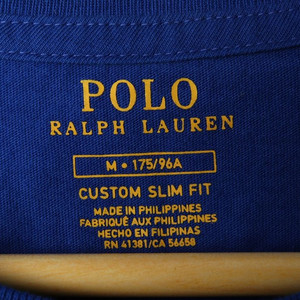 POLO
RALPH LAUREN
M • 175/96A
CUSTOM SLIM FIT
MADE IN PHILIPPINES
FABRIQUÉ AUX PHILIPPINES
HECHO EN FILIPINAS
RN 41381/CA 56658